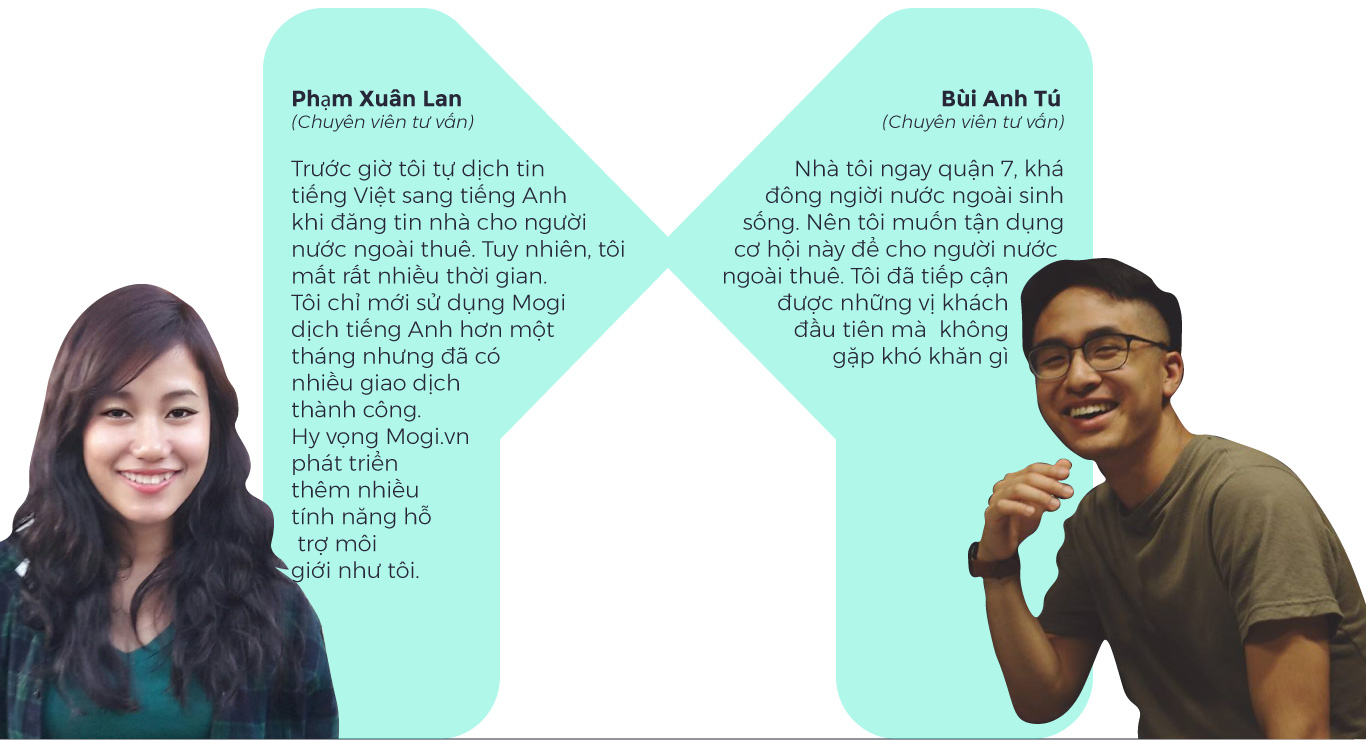 Phạm Xuân Lan
(Chuyên viên tư vấn)
Trước giờ tôi tự dịch tin
tiếng Việt sang tiếng Anh
khi đăng tin nhà cho người
nước ngoài thuê. Tuy nhiên, tôi
mất rất nhiều thời gian.
Tôi chỉ mới sử dụng Mogi
dịch tiếng Anh hơn một
tháng nhưng đã có
nhiều giao dịch
thành công.
Hy vọng Mogi.vn
phát triển
thêm nhiều
tính năng hỗ
trợ môi
giới như tôi.
Bùi Anh Tú
(Chuyên viên tư vấn)
Nhà tôi ngay quận 7, khá
đông ngiời nước ngoài sinh
sống. Nên tôi muốn tận dụng
cơ hội này để cho người nước
ngoài thuê. Tôi đã tiếp cận
được những vị khách
đầu tiên mà không
gặp khó khăn gì